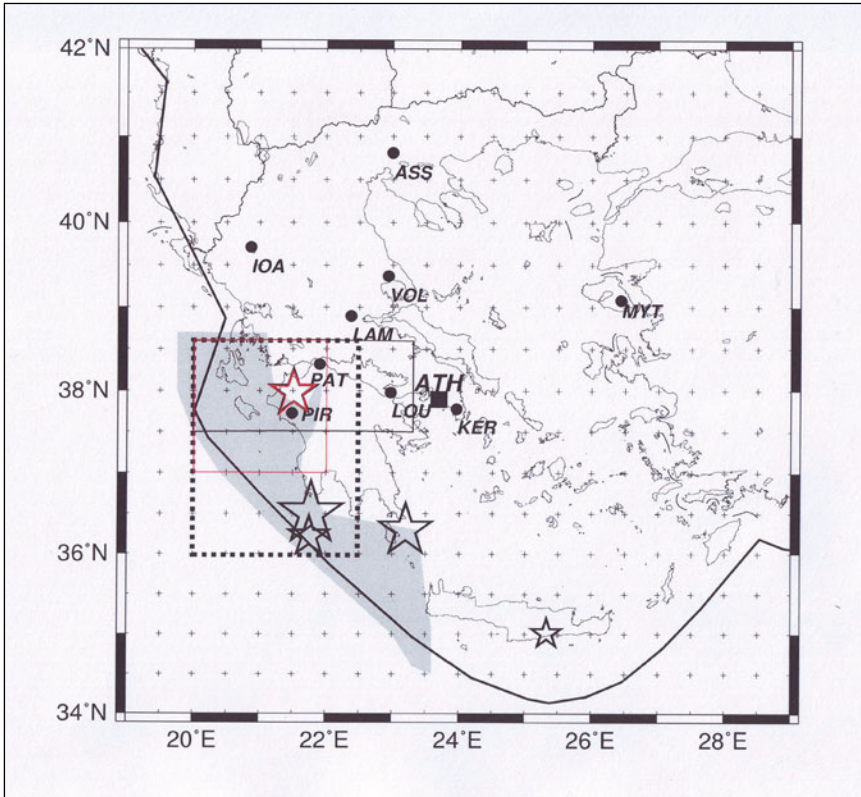 42°N
ASS
40°N
IOA
VOL
MYT
LAM
38°N
PAT
ATH
PIR
LOU
KER
36°N
34°N
20°E 22°E 24°E 26°E 28°E